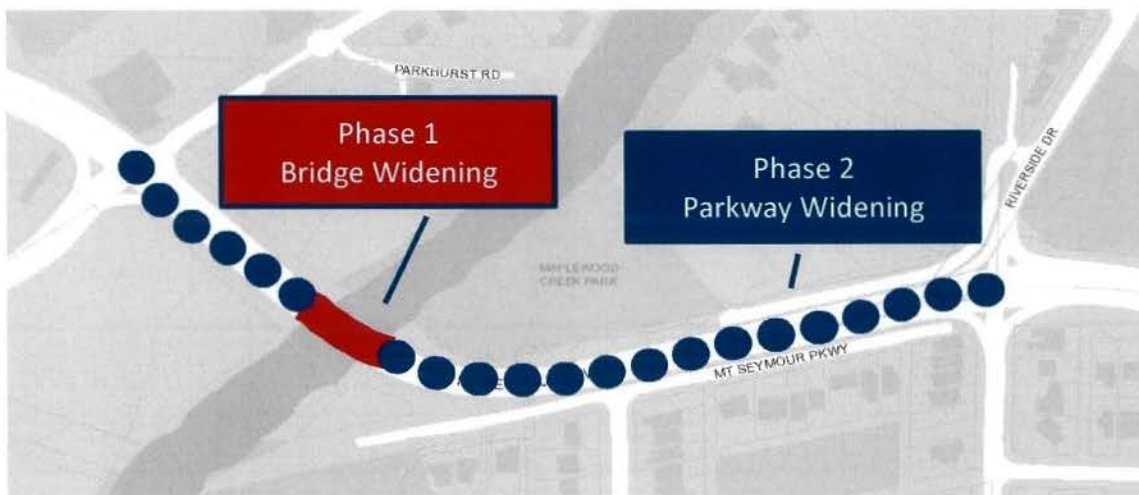 PARKHURST RD
Phase 1
Bridge Widening
Phase 2
Parkway Widening
RIVERSIDE DR
MAPLEWOOD
CREEK PARK
MT SEYMOUR PKWY